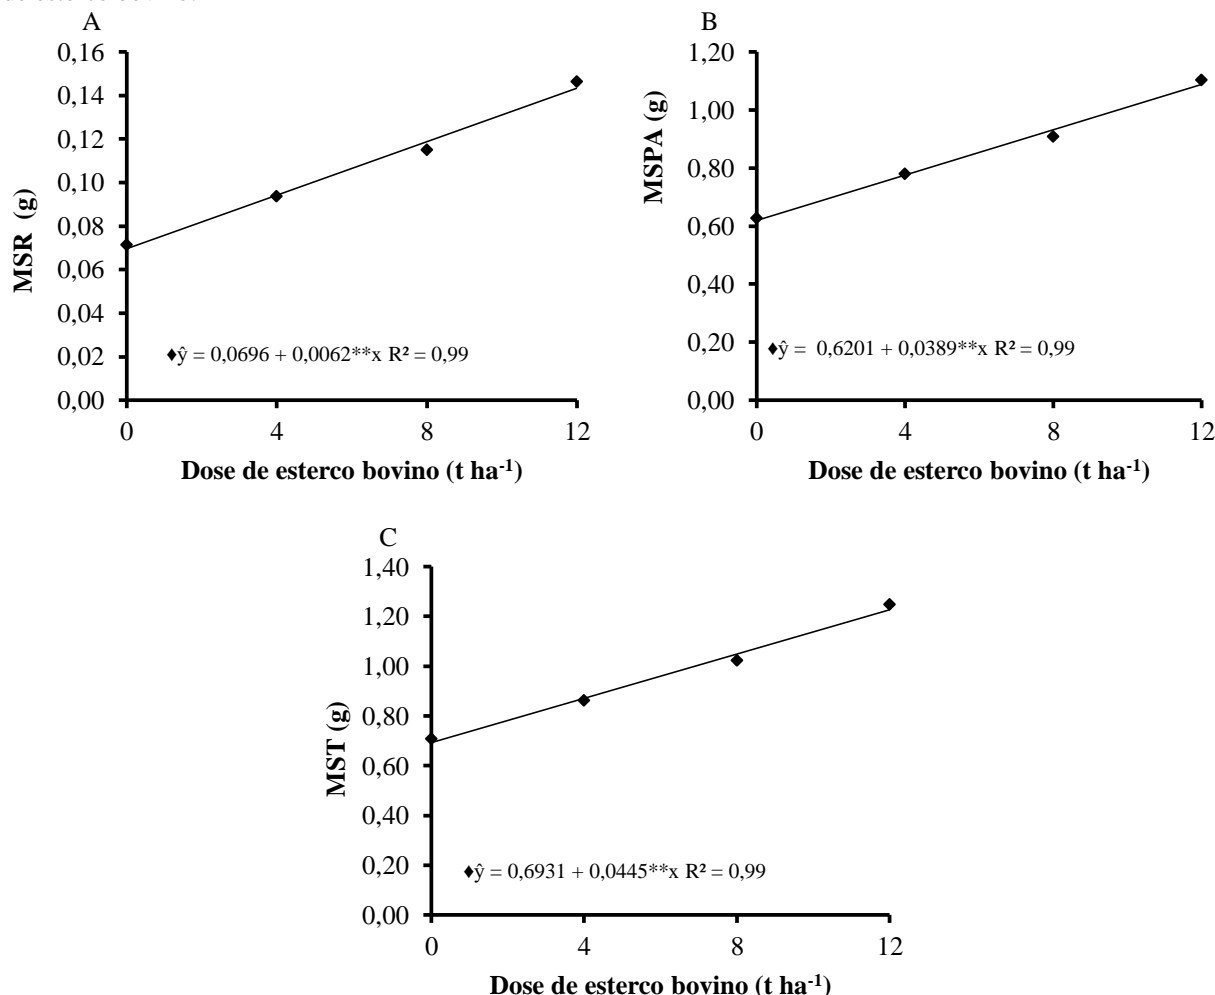 A
0,16
0,14
0,12
0,10
0,08
0,06
0,04
0,02
0,00
MSR (g)
♦ŷ = 0,0696 + 0,0062**x R² = 0,99
0 4 8 12
Dose de esterco bovino (t ha⁻¹)
B
1,20
1,00
0,80
0,60
0,40
0,20
0,00
MSPA (g)
♦ŷ = 0,6201 + 0,0389**x R² = 0,99
0 4 8 12
Dose de esterco bovino (t ha⁻¹)
C
1,40
1,20
1,00
0,80
0,60
0,40
0,20
0,00
MST (g)
♦ŷ = 0,6931 + 0,0445**x R² = 0,99
0 4 8 12
Dose de esterco bovino (t ha⁻¹)